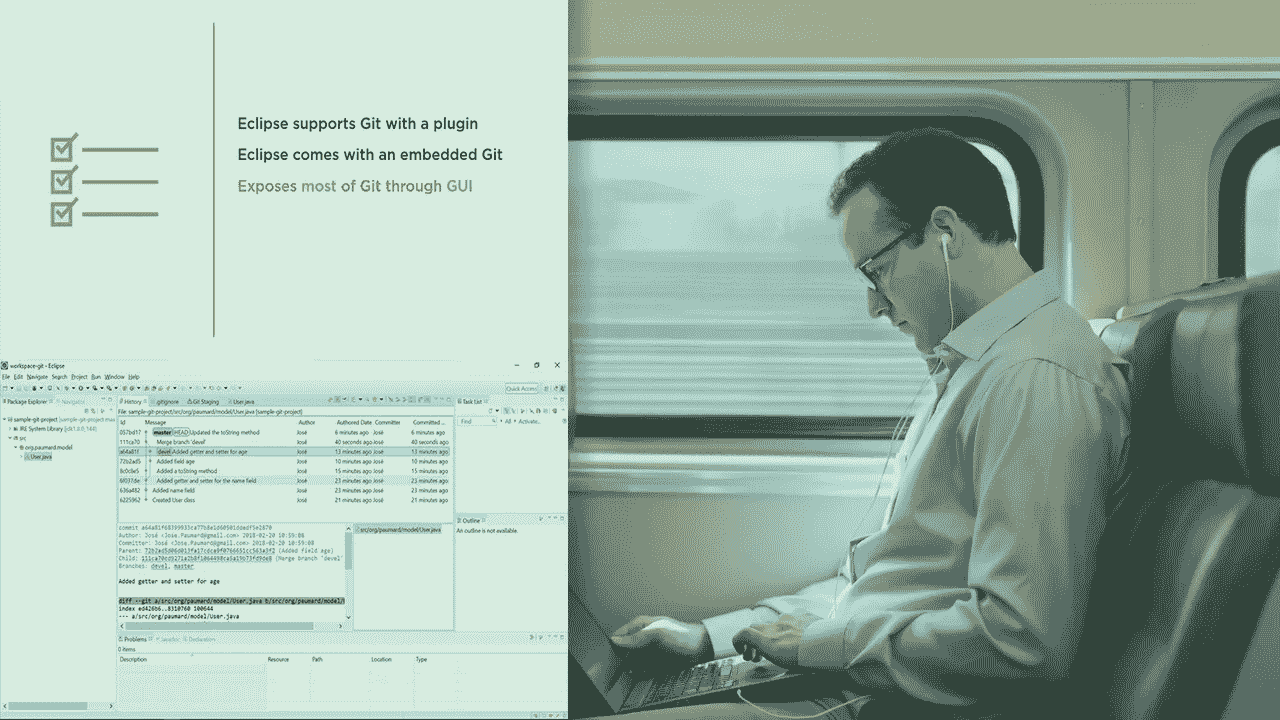 Eclipse supports Git with a plugin
Eclipse comes with an embedded Git
Exposes most of Git through GUI
workspace-git - Eclipse
File Edit Navigate Search Project Run Window Help
Quick Access
Package Explorer Navigator
History .gitignore Git Staging User.java
Task List
File: sample-git-project/src/org/paumard/model/User.java [sample-git-project]
Find All Activate...
sample-git-project [sample-git-project mas
JRE System Library
src
org.paumard.model
User.java
Id Message Author Authored Date Committer Committed ...
master HEAD Updated the toString method José 6 minutes ago José 6 minutes ago
111ca70 Merge branch 'devel' José 40 seconds ago José 40 seconds ago
a64a81f devel Added getter and setter for age José 13 minutes ago José 13 minutes ago
72b2ad5 Added field age José 10 minutes ago José 10 minutes ago
Added a toString method José 15 minutes ago José 15 minutes ago
Added getter and setter for the name field José 23 minutes ago José 23 minutes ago
636a482 Added name field José 22 minutes ago José 22 minutes ago
6225962 Created User class José 21 minutes ago José 21 minutes ago
Outline
An outline is not available.
commit
Author: José <Jose.Paumard@gmail.com> 2018-02-20 10:59:08
Committer: José <Jose.Paumard@gmail.com> 2018-02-20 10:59:08
Parent: (Added field age)
Child: (Merge branch 'devel'
Branches: devel, master
Added getter and setter for age
src/org/paumard/model/User.java
diff --git a/src/org/paumard/model/User.java b/src/org/paumard/model/
index ed426b6..8310760 100644
--- a/src/org/paumard/model/User.java
Problems Javadoc Declaration
0 items
Description Resource Path Location Type